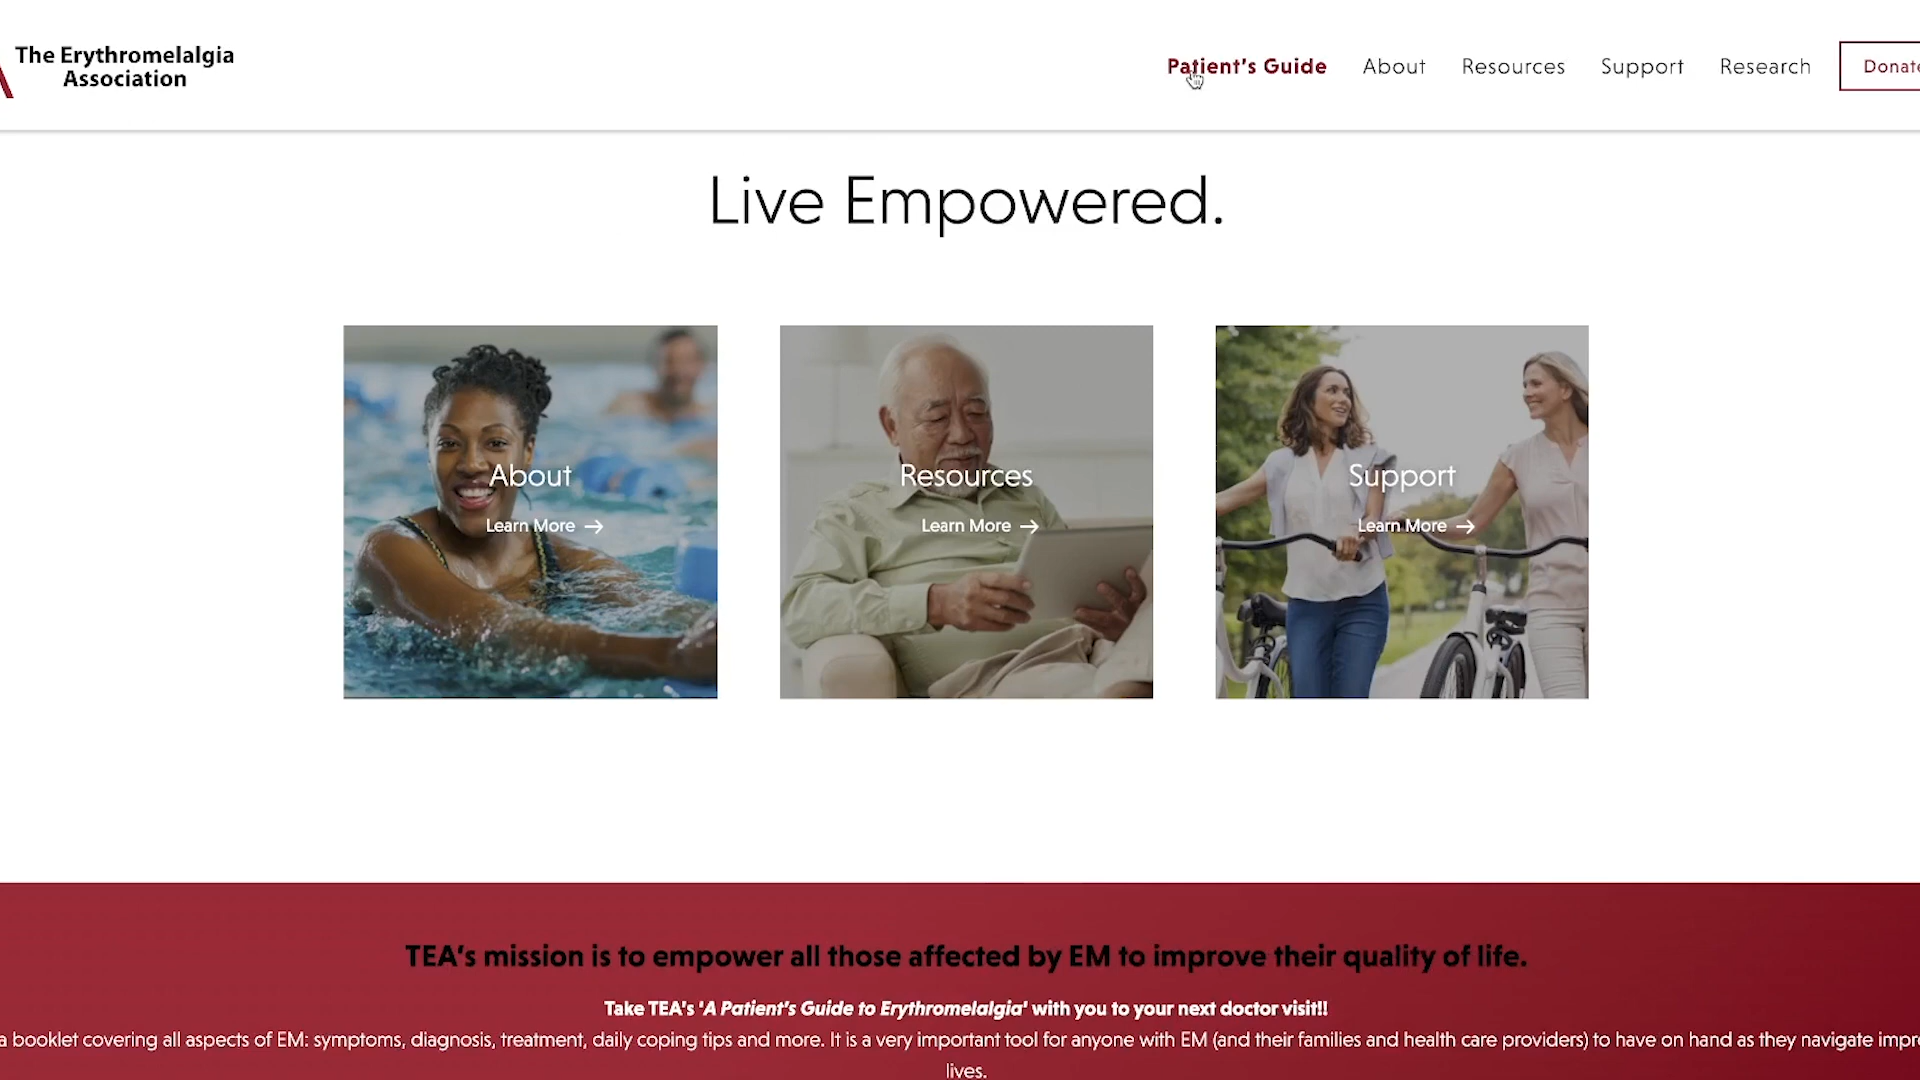 The Erythromelalgia
Association
Patient's Guide About Resources Support Research
Live Empowered.
About
Learn More →
Resources
Learn More →
Support
Learn More →
TEA's mission is to empower all those affected by EM to improve their quality of life.
Take TEA's 'A Patient's Guide to Erythromelalgia' with you to your next doctor visit!!
a booklet covering all aspects of EM: symptoms, diagnosis, treatment, daily coping tips and more. It is a very important tool for anyone with EM (and their families and health care providers) to have on hand as they navigate
lives.